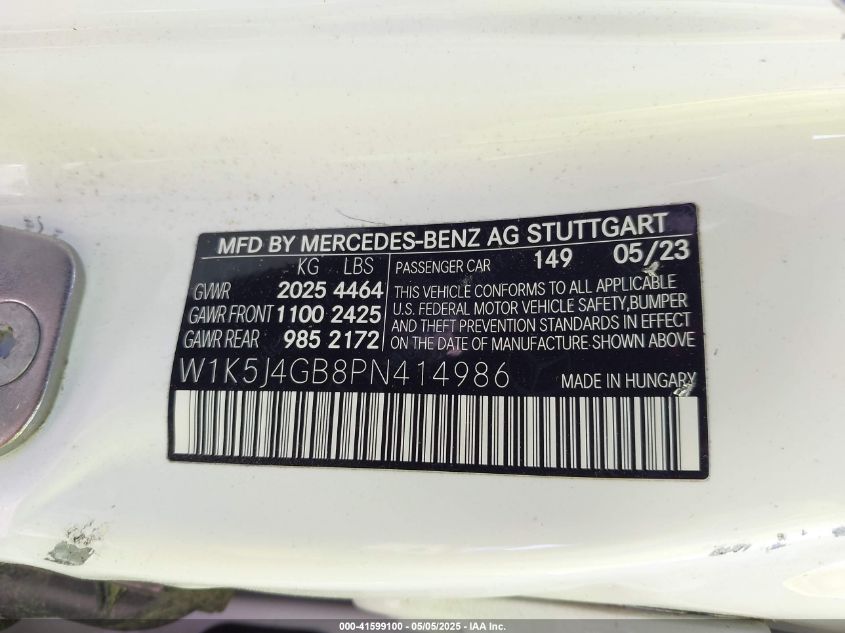 MFD BY MERCEDES-BENZ AG STUTTGART
KG LBS
PASSENGER CAR 149 05/23
GVWR 2025 4464
GAWR FRONT 1100 2425
GAWR REAR 985 2172
THIS VEHICLE CONFORMS TO ALL APPLICABLE
U.S. FEDERAL MOTOR VEHICLE SAFETY,BUMPER
AND THEFT PREVENTION STANDARDS IN EFFECT
ON THE DATE OF MANUFACTURE SHOWN ABOVE
W1K5J4GB8PN414986
MADE IN HUNGARY
000-41599100 - 05/05/2025 - IAA Inc.